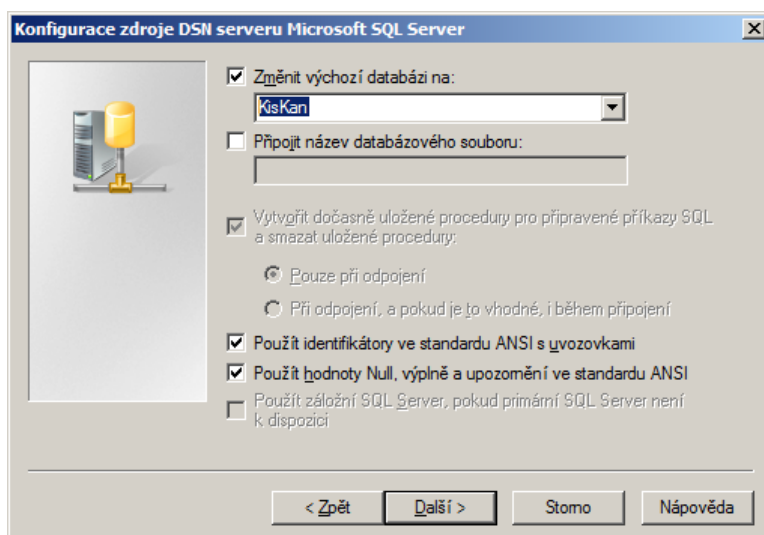 Konfigurace zdroje DSN serveru Microsoft SQL Server
Změnit výchozí databázi na:
KisKan
Připojit název databázového souboru:
Vytvořit dočasně uložené procedury pro připravené příkazy SQL
a smazat uložené procedury:
Pouze při odpojení
Při odpojení, a pokud je to vhodné, i během připojení
Použít identifikátory ve standardu ANSI s uvozovkami
Použít hodnoty Null, výplně a upozornění ve standardu ANSI
Použít záložní SQL Server, pokud primární SQL Server není
k dispozici
< Zpět
Další >
Storno
Nápověda